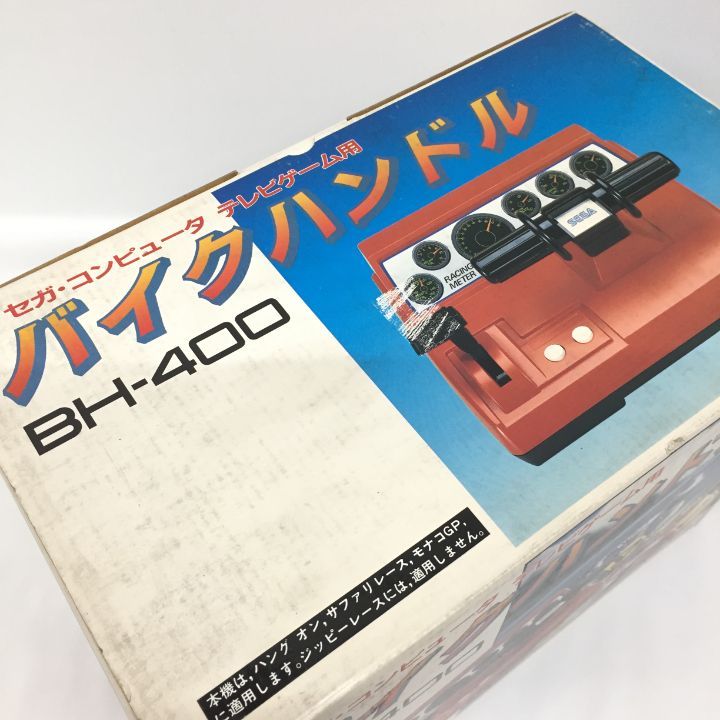 セガ・コンピュータ テレビゲーム用
バイクハンドル
BH-400
SEGA
RACING
METER
本機は,ハング オン,サファリレース,モナコGP,
に適用します。ジッピーレースには,適用しません。